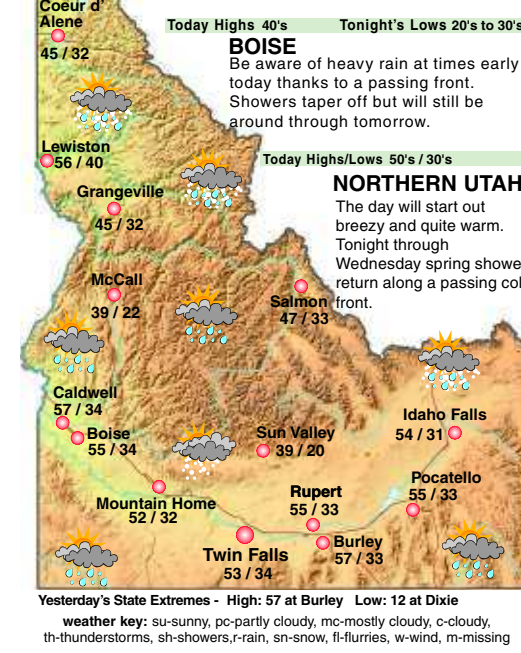 Coeur d'
Alene
45 / 32
Today Highs 40's Tonight's Lows 20's to 30's
BOISE
Be aware of heavy rain at times early
today thanks to a passing front.
Showers taper off but will still be
around through tomorrow.
Lewiston
56 / 40
Today Highs/Lows 50's / 30's
NORTHERN UTAH
The day will start out
breezy and quite warm.
Tonight through
Wednesday spring showe
return along a passing col
front.
Grangeville
45 / 32
McCall
39 / 22
Salmon
47 / 33
Caldwell
57 / 34
Boise
55 / 34
Sun Valley
39 / 20
Idaho Falls
54 / 31
Mountain Home
52 / 32
Rupert
55 / 33
Pocatello
55 / 33
Twin Falls
53 / 34
Burley
57 / 33
Yesterday's State Extremes - High: 57 at Burley Low: 12 at Dixie
weather key: su-sunny, pc-partly cloudy, mc-mostly cloudy, c-cloudy,
th-thunderstorms, sh-showers,r-rain, sn-snow, fl-flurries, w-wind, m-missing